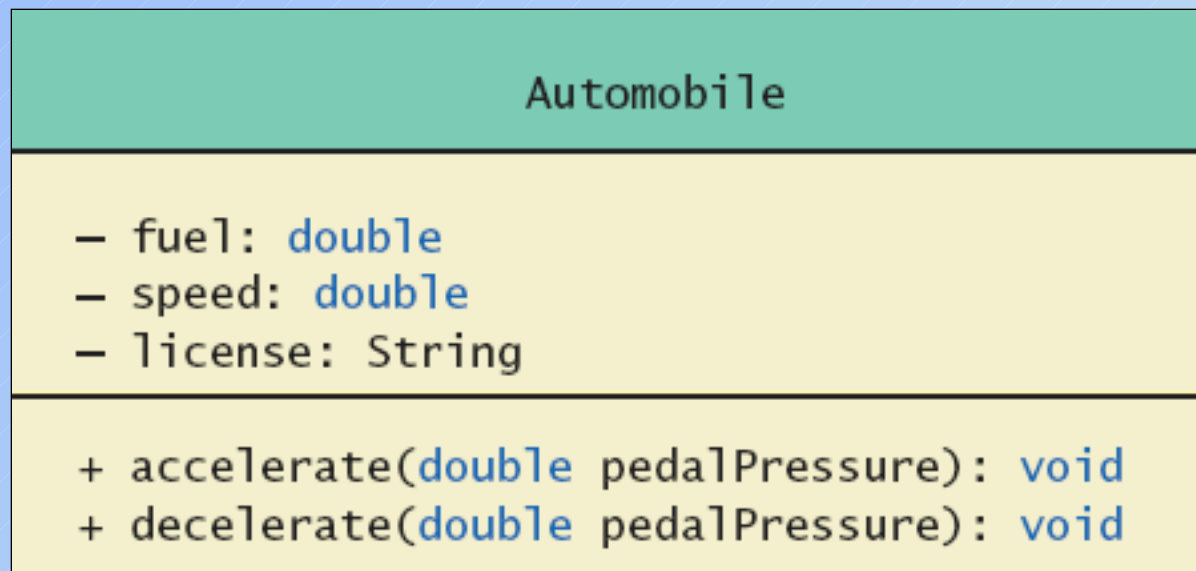 Automobile
– fuel: double
– speed: double
– license: String
+ accelerate(double pedalPressure): void
+ decelerate(double pedalPressure): void